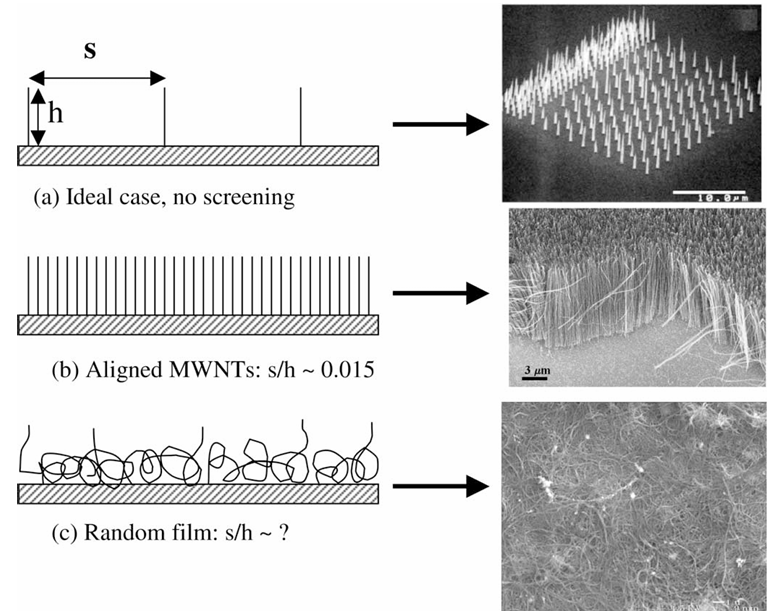 s
h
(a) Ideal case, no screening
10.0μm
(b) Aligned MWNTs: s/h ~ 0.015
3 μm
(c) Random film: s/h ~ ?